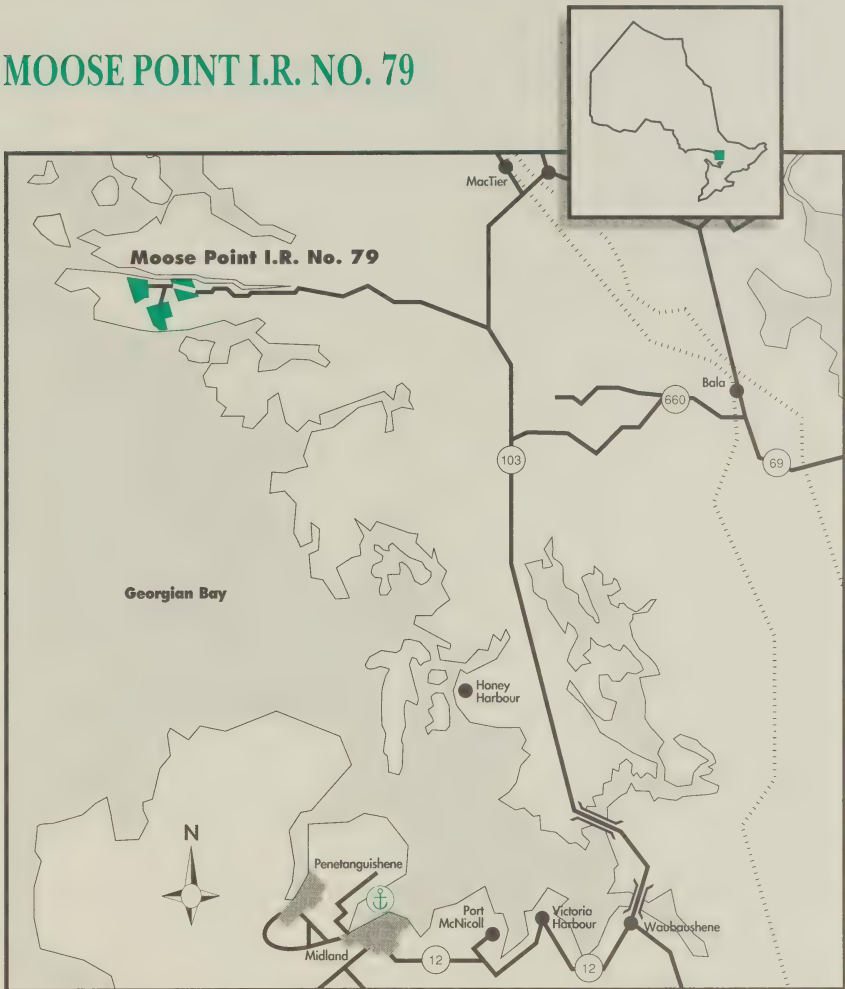 MOOSE POINT I.R. NO. 79
MacTier
Moose Point I.R. No. 79
Bala
660
103
69
Georgian Bay
Honey
Harbour
N
Penetanguishene
Port
McNicoll
Victoria
Harbour
Waubaushene
Midland
12
12